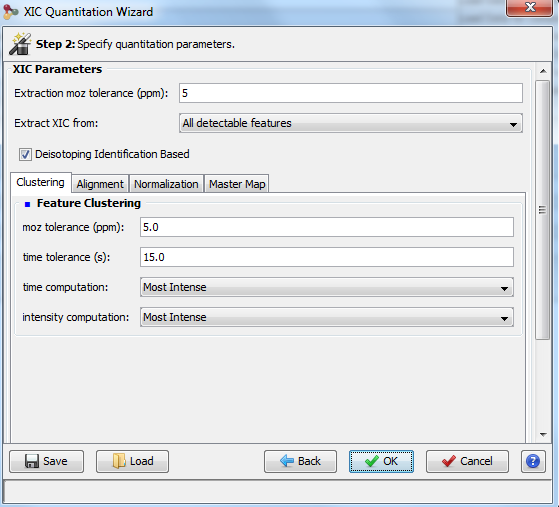 XIC Quantitation Wizard
Step 2: Specify quantitation parameters.
XIC Parameters
Extraction moz tolerance (ppm): 5
Extract XIC from: All detectable features
Deisotoping Identification Based
Clustering Alignment Normalization Master Map
Feature Clustering
moz tolerance (ppm): 5.0
time tolerance (s): 15.0
time computation: Most Intense
intensity computation: Most Intense
Save Load Back OK Cancel ?